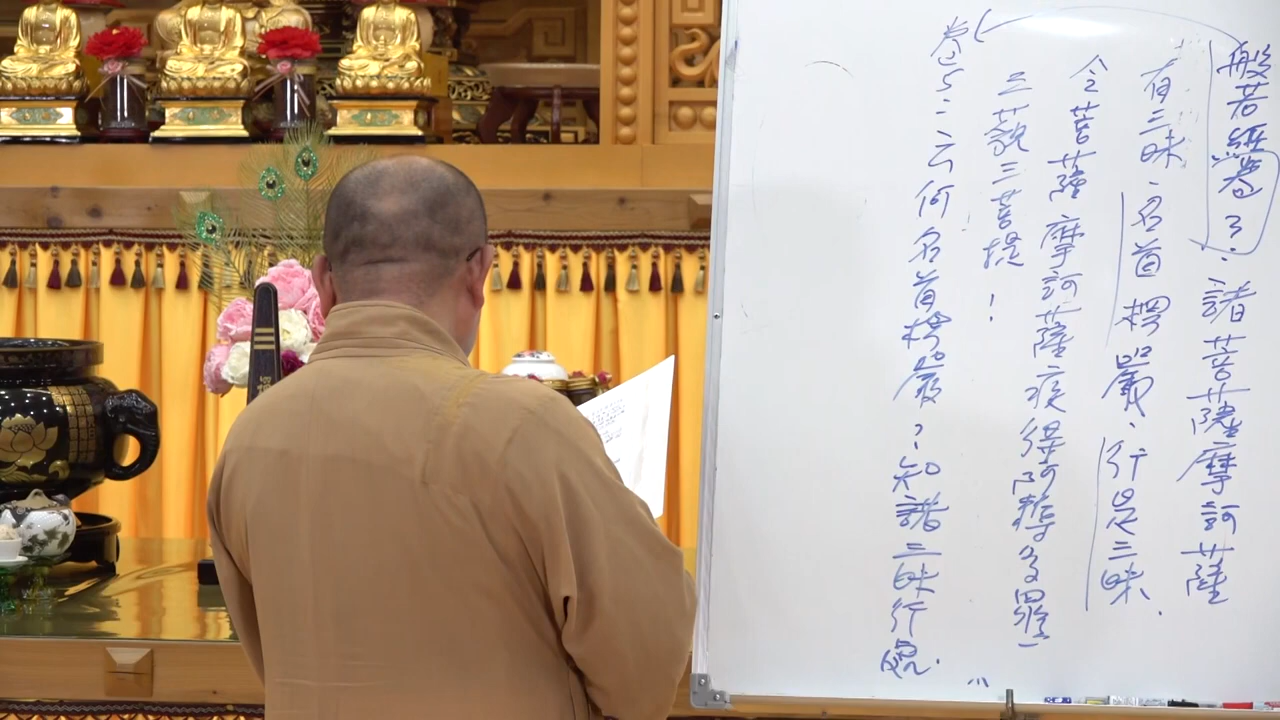 般若經卷3:諸菩薩摩訶薩
有三昧,名首楞嚴,行是三昧,
令菩薩摩訶薩疾得阿耨多羅
三藐三菩提!
卷5:云何名首楞嚴?知諸三昧行處.